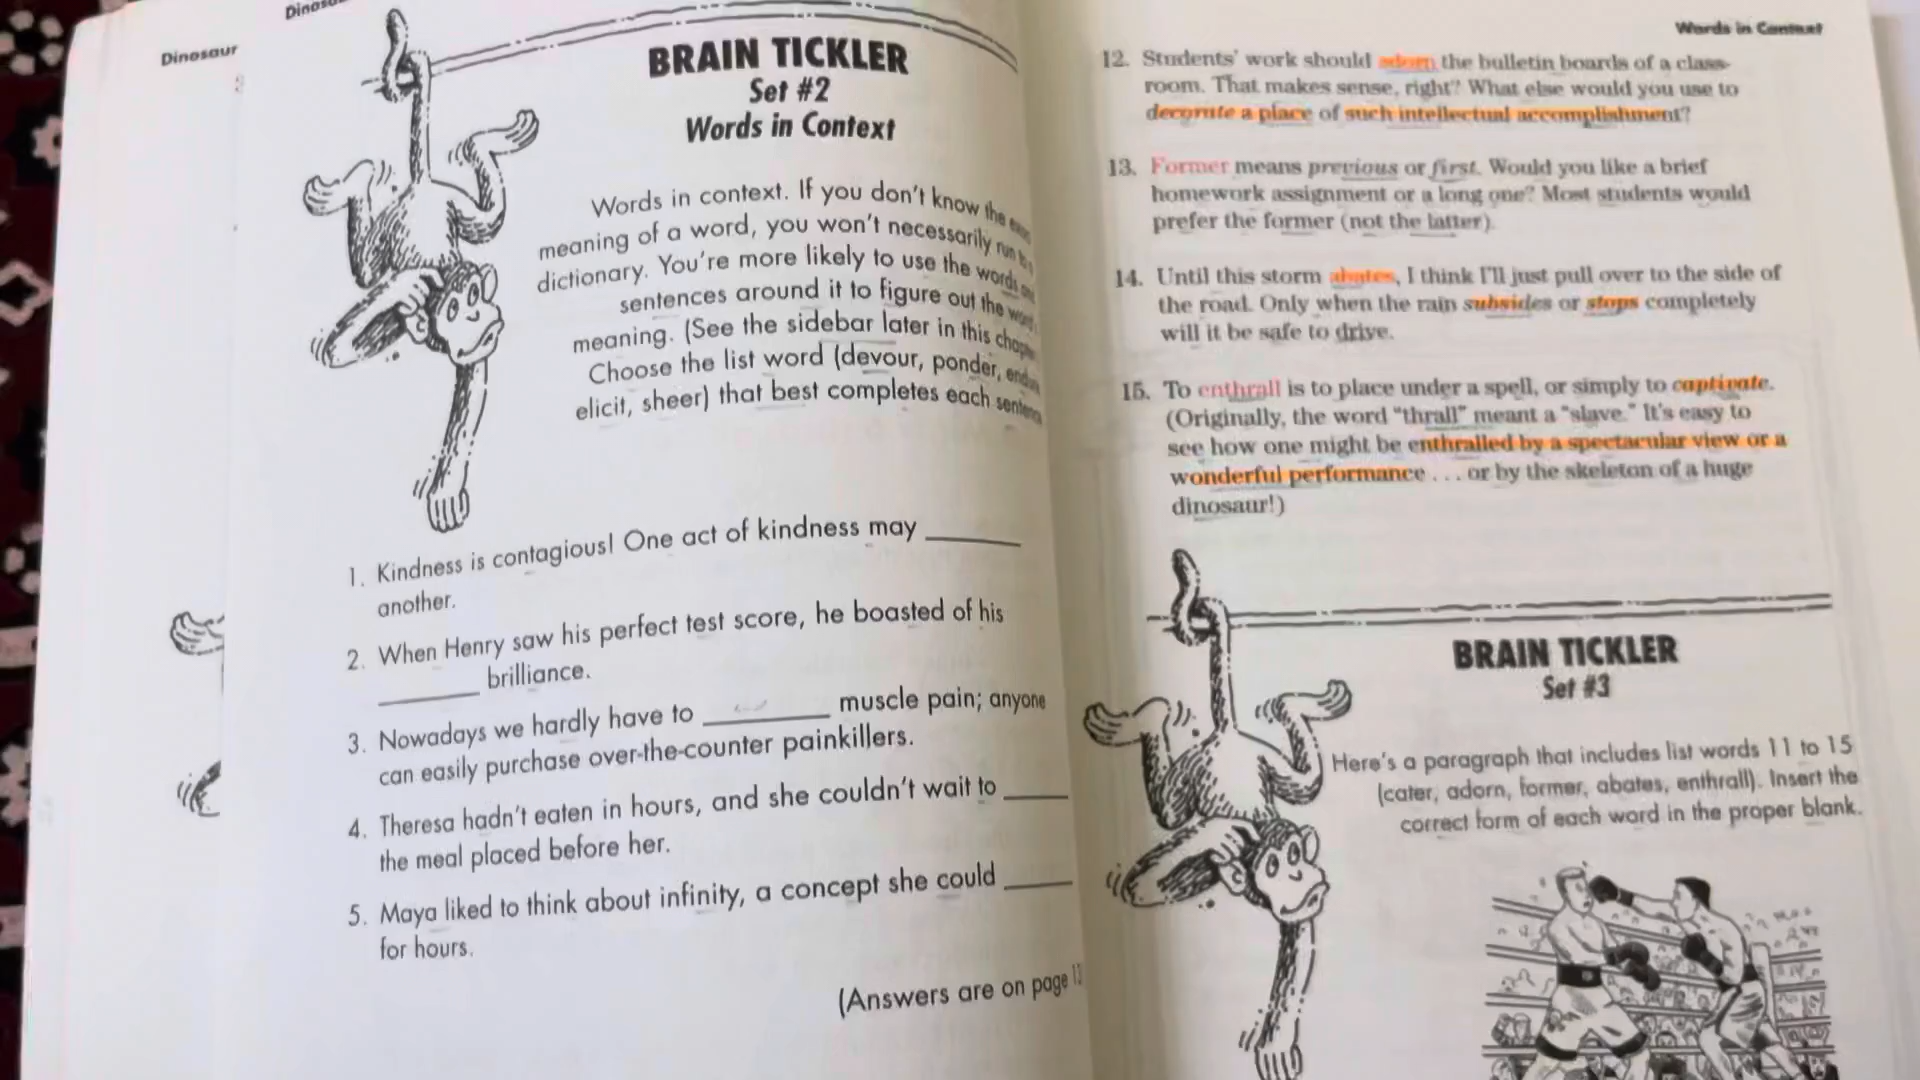 Dinosaur
BRAIN TICKLER
Set #2
Words in Context
Words in context. If you don't know the
meaning of a word, you won't necessarily run to a
dictionary. You're more likely to use the words and
sentences around it to figure out the
meaning. (See the sidebar later in this
Choose the list word (devour, ponder,
elicit, sheer) that best completes each
1. Kindness is contagious! One act of kindness may ______
another.
2. When Henry saw his perfect test score, he boasted of his
______ brilliance.
3. Nowadays we hardly have to ______ muscle pain; anyone
can easily purchase over-the-counter painkillers.
4. Theresa hadn't eaten in hours, and she couldn't wait to ____
the meal placed before her.
5. Maya liked to think about infinity, a concept she could ____
for hours.
(Answers are on page
Words in Context
12. Students' work should adorn the bulletin boards of a class-
room. That makes sense, right? What else would you use to
decorate a place of such intellectual accomplishment?
13. Former means previous or first. Would you like a brief
homework assignment or a long one? Most students would
prefer the former (not the latter).
14. Until this storm abates, I think I'll just pull over to the side of
the road. Only when the rain subsides or stops completely
will it be safe to drive.
15. To enthrall is to place under a spell, or simply to captivate.
(Originally, the word "thrall" meant a "slave." It's easy to
see how one might be enthralled by a spectacular view or a
wonderful performance . . . or by the skeleton of a huge
dinosaur!)
BRAIN TICKLER
Set #3
Here's a paragraph that includes list words 11 to 15
(cater, adorn, former, abates, enthrall). Insert the
correct form of each word in the proper blank.